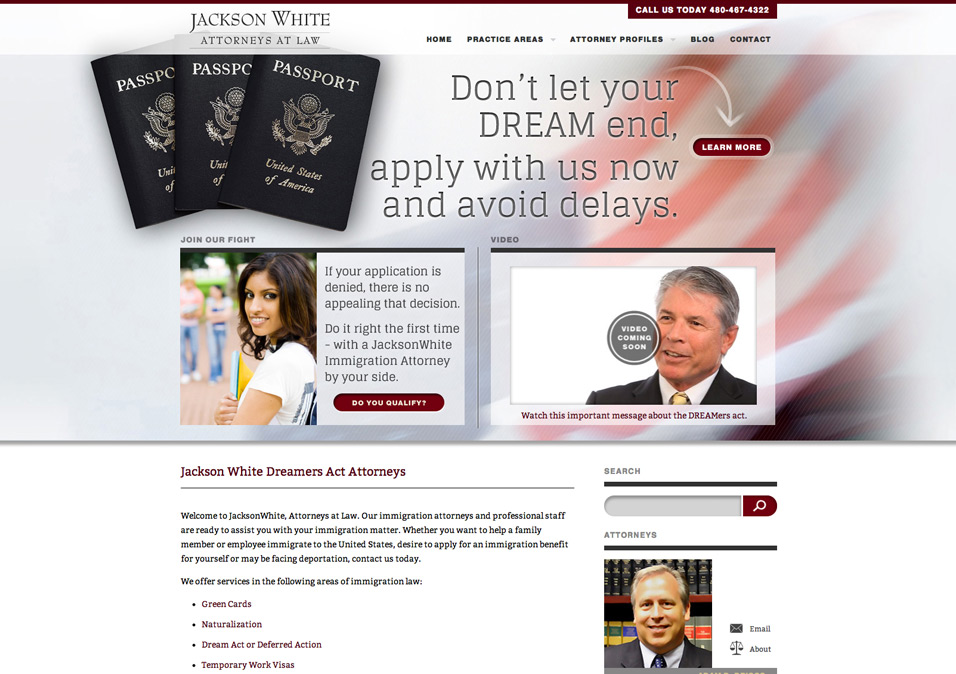 JACKSON WHITE
ATTORNEYS AT LAW
CALL US TODAY 480-467-4322
HOME PRACTICE AREAS ATTORNEY PROFILES BLOG CONTACT
PASSPORT
United States
of America
Don't let your
DREAM end,
apply with us now
and avoid delays.
LEARN MORE
JOIN OUR FIGHT
If your application is
denied, there is no
appealing that decision.
Do it right the first time
– with a JacksonWhite
Immigration Attorney
by your side.
DO YOU QUALIFY?
VIDEO
VIDEO
COMING
SOON
Watch this important message about the DREAMers act.
Jackson White Dreamers Act Attorneys
Welcome to JacksonWhite, Attorneys at Law. Our immigration attorneys and professional staff
are ready to assist you with your immigration matter. Whether you want to help a family
member or employee immigrate to the United States, desire to apply for an immigration benefit
for yourself or may be facing deportation, contact us today.
We offer services in the following areas of immigration law:
• Green Cards
• Naturalization
• Dream Act or Deferred Action
• Temporary Work Visas
SEARCH
ATTORNEYS
Email
About